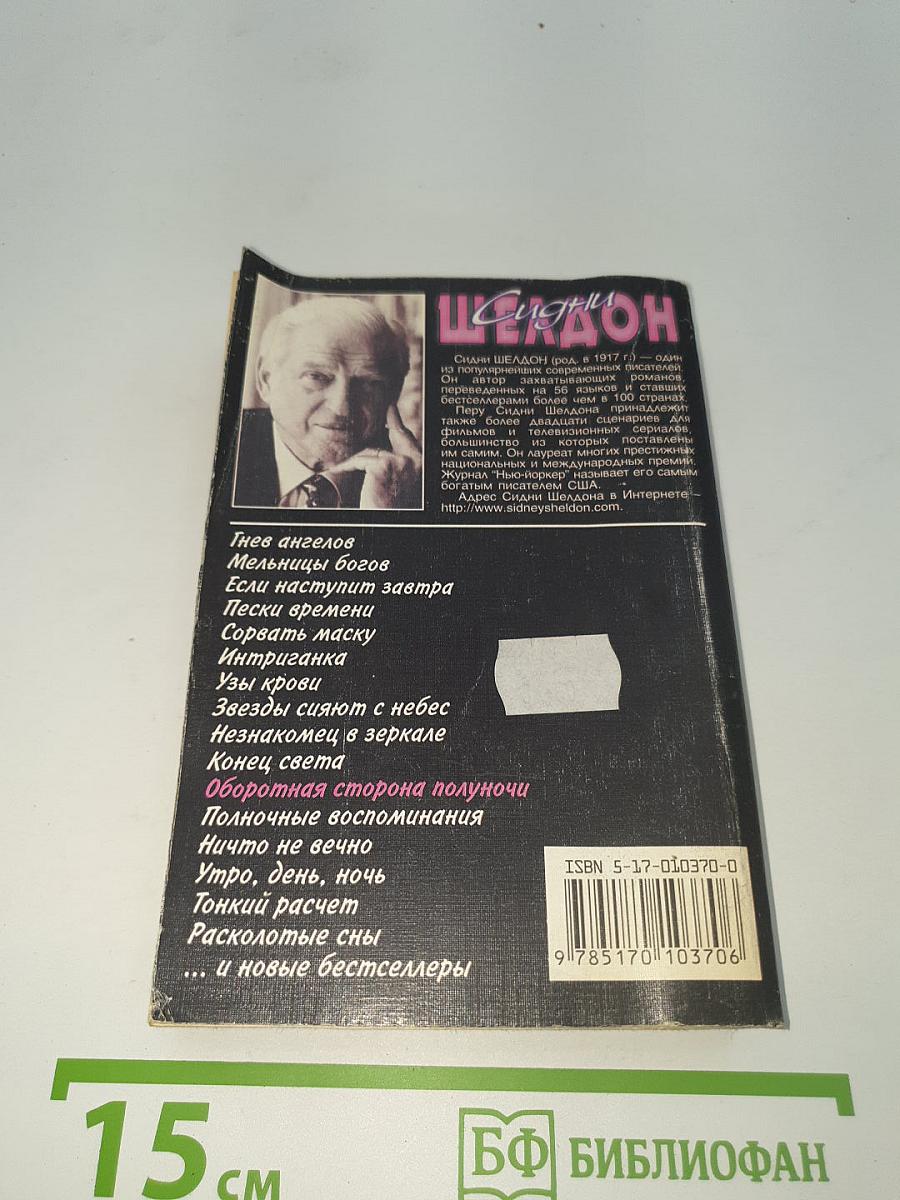 Сидни
ШЕЛДОН
Сидни ШЕЛДОН (род. в 1917 г.) — один
из популярнейших современных писателей.
Он автор захватывающих романов,
переведенных на 56 языков и ставших
бестселлерами более чем в 100 странах.
Перу Сидни Шелдона принадлежит
также более двадцати сценариев для
фильмов и телевизионных сериалов,
большинство из которых поставлены
им самим. Он лауреат многих престижных
национальных и международных премий.
Журнал "Нью-йоркер" называет его самым
богатым писателем США.
Адрес Сидни Шелдона в Интернете —
http://www.sidneysheldon.com.
Гнев ангелов
Мельницы богов
Если наступит завтра
Пески времени
Сорвать маску
Интриганка
Узы крови
Звезды сияют с небес
Незнакомец в зеркале
Конец света
Оборотная сторона полуночи
Полночные воспоминания
Ничто не вечно
Утро, день, ночь
Тонкий расчет
Расколотые сны
... и новые бестселлеры
ISBN 5-17-010370-0
9 785170 103706
15 см
БФ БИБЛИОФАН